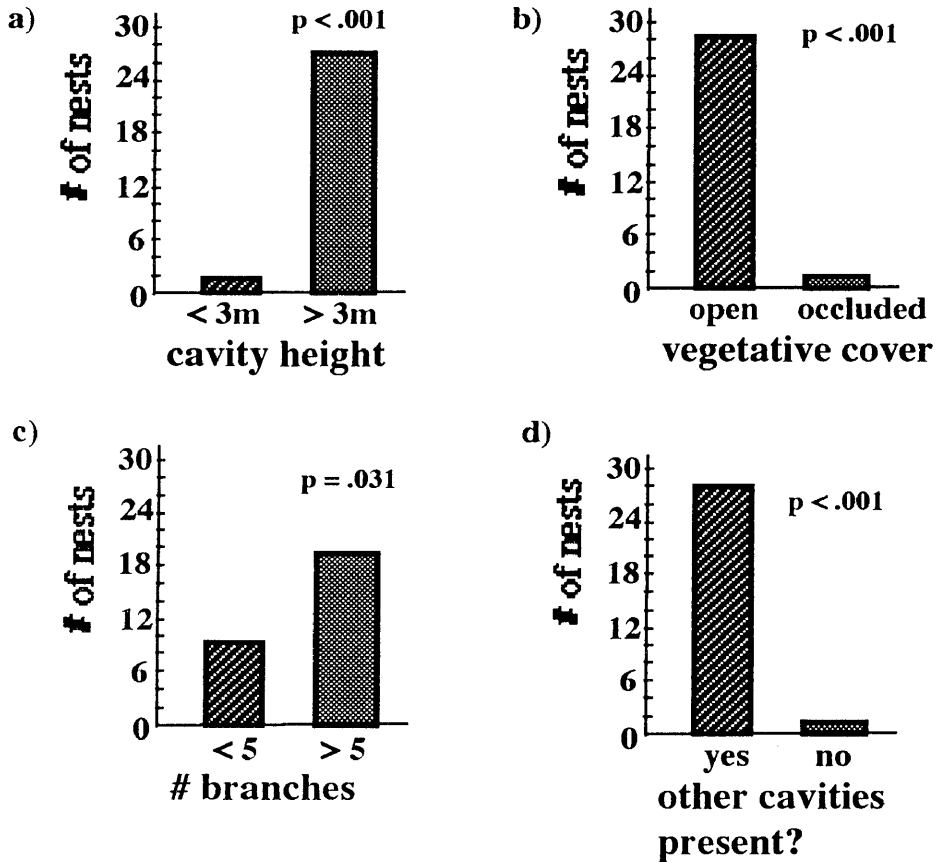 a)
p < .001
# of nests
30
24
18
12
6
0
< 3m > 3m
cavity height
b)
p < .001
# of nests
30
24
18
12
6
0
open occluded
vegetative cover
c)
p = .031
# of nests
30
24
18
12
6
0
< 5 > 5
# branches
d)
p < .001
# of nests
30
24
18
12
6
0
yes no
other cavities
present?